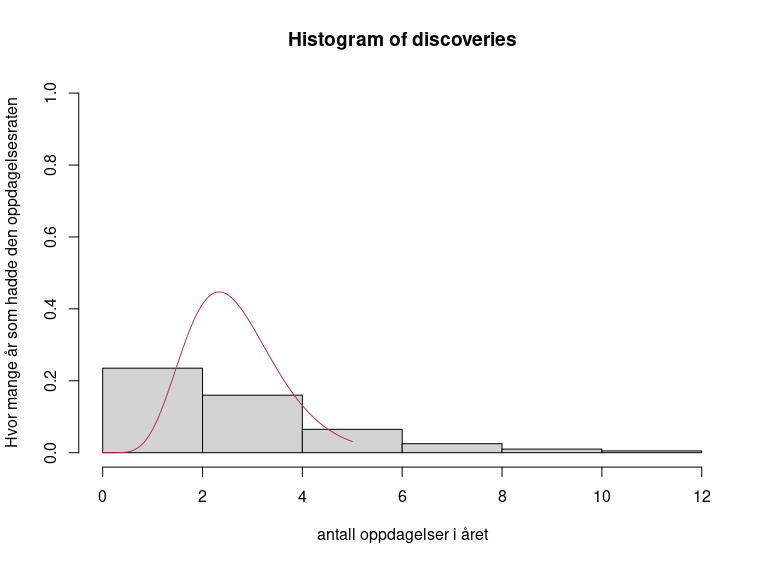 Histogram of discoveries
Hvor mange år som hadde den oppdagelsesraten
1.0
0.8
0.6
0.4
0.2
0.0
0 2 4 6 8 10 12
antall oppdagelser i året